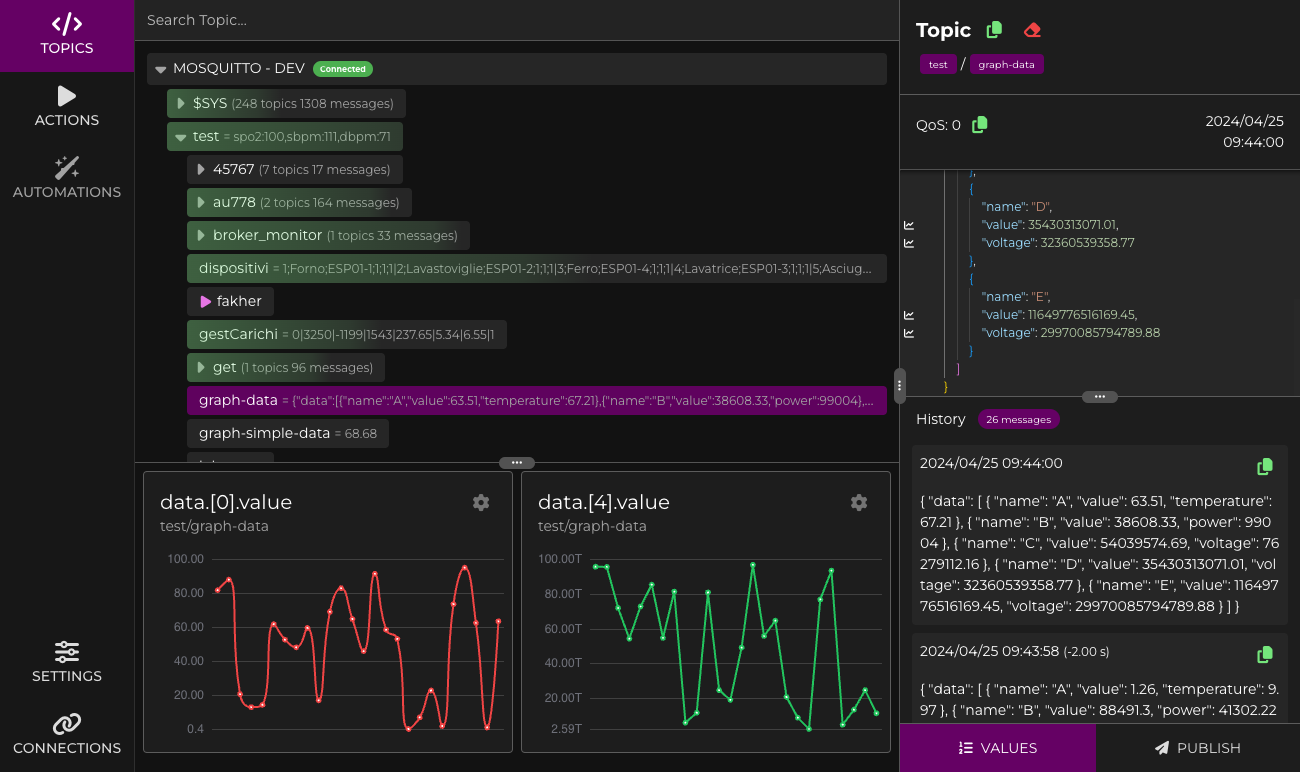 TOPICS
ACTIONS
AUTOMATIONS
SETTINGS
CONNECTIONS
Search Topic...
MOSQUITTO - DEV Connected
$SYS (248 topics 1308 messages)
test = spo2:100,sbpm:111,dbpm:71
45767 (7 topics 17 messages)
au778 (2 topics 164 messages)
broker_monitor (1 topics 33 messages)
dispositivi = 1;Forno;ESP01-1;1;1;1|2;Lavastoviglie;ESP01-2;1;1;1|3;Ferro;ESP01-4;1;1;1|4;Lavatrice;ESP01-3;1;1;1|5;Asciug...
fakher
gestCarichi = 0|3250|-1199|1543|237.65|5.34|6.55|1
get (1 topics 96 messages)
graph-data = {"data":[{"name":"A","value":63.51,"temperature":67.21},{"name":"B","value":38608.33,"power":99004},...
graph-simple-data = 68.68
data.[0].value
test/graph-data
100.00
80.00
60.00
40.00
20.00
0.4
data.[4].value
test/graph-data
100.00T
80.00T
60.00T
40.00T
20.00T
2.59T
Topic
test / graph-data
QoS: 0
2024/04/25
09:44:00
},
{
"name": "D",
"value": 35430313071.01,
"voltage": 32360539358.77
},
{
"name": "E",
"value": 11649776516169.45,
"voltage": 29970085794789.88
}
]
}
History 26 messages
2024/04/25 09:44:00
{ "data": [ { "name": "A", "value": 63.51, "temperature":
67.21 }, { "name": "B", "value": 38608.33, "power": 990
04 }, { "name": "C", "value": 54039574.69, "voltage": 76
279112.16 }, { "name": "D", "value": 35430313071.01, "vol
tage": 32360539358.77 }, { "name": "E", "value": 116497
76516169.45, "voltage": 29970085794789.88 } ] }
2024/04/25 09:43:58 (-2.00 s)
{ "data": [ { "name": "A", "value": 1.26, "temperature": 9.
97 }, { "name": "B", "value": 88491.3, "power": 41302.22
VALUES
PUBLISH